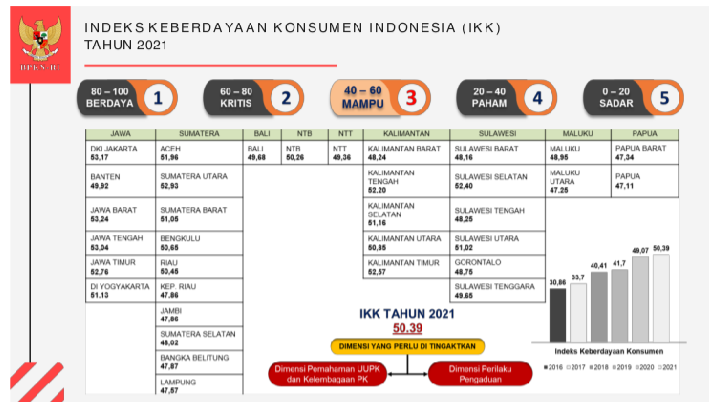 INDEKS KEBERDAYAAN KONSUMEN INDONESIA (IKK)
TAHUN 2021
80 – 100
BERDAYA
1
60 – 80
KRITIS
2
40 – 60
MAMPU
3
20 – 40
PAHAM
4
0 – 20
SADAR
5
JAWA SUMATERA BALI NTB NTT KALIMANTAN SULAWESI MALUKU PAPUA
DKI JAKARTA
53,17
ACEH
51,96
BALI
49,68
NTB
50,26
NTT
49,36
KALIMANTAN BARAT
48,24
SULAWESI BARAT
48,16
MALUKU
48,95
PAPUA BARAT
47,34
BANTEN
49,92
SUMATERA UTARA
52,93
KALIMANTAN
TENGAH
52,20
SULAWESI SELATAN
52,40
MALUKU
UTARA
47,25
PAPUA
47,11
JAWA BARAT
53,24
SUMATERA BARAT
51,05
KALIMANTAN
SELATAN
51,16
SULAWESI TENGAH
48,25
JAWA TENGAH
BENGKULU
50,65
KALIMANTAN UTARA
SULAWESI UTARA
51,02
JAWA TIMUR
52,76
RIAU
50,45
KALIMANTAN TIMUR
52,57
GORONTALO
48,75
DI YOGYAKARTA
51,13
KEP. RIAU
47,86
SULAWESI TENGGARA
49,65
JAMBI
47,86
SUMATERA SELATAN
BANGKA BELITUNG
47,87
LAMPUNG
47,57
IKK TAHUN 2021
50.39
DIMENSI YANG PERLU DI TINGAKTKAN
Dimensi Pemahaman UUPK
dan Kelembagaan PK
Dimensi Perilaku
Pengaduan
30,86 33,7 40,41 41,7 49,07 50,39
Indeks Keberdayaan Konsumen
2016 2017 2018 2019 2020 2021